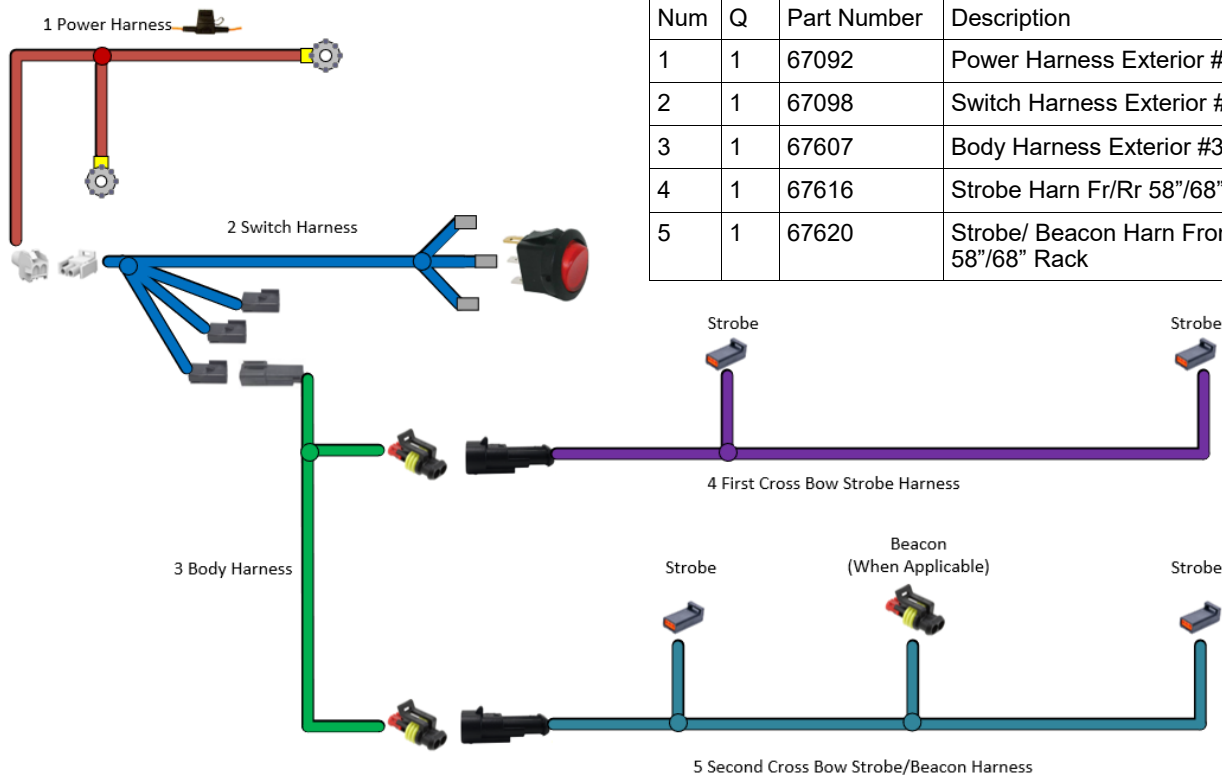 1 Power Harness
Num Q Part Number Description
1 1 67092 Power Harness Exterior #
2 1 67098 Switch Harness Exterior #
3 1 67607 Body Harness Exterior #3
4 1 67616 Strobe Harn Fr/Rr 58”/68”
5 1 67620 Strobe/ Beacon Harn Fron
58”/68” Rack
2 Switch Harness
Strobe
Strobe
4 First Cross Bow Strobe Harness
3 Body Harness
Strobe
Beacon
(When Applicable)
Strobe
5 Second Cross Bow Strobe/Beacon Harness